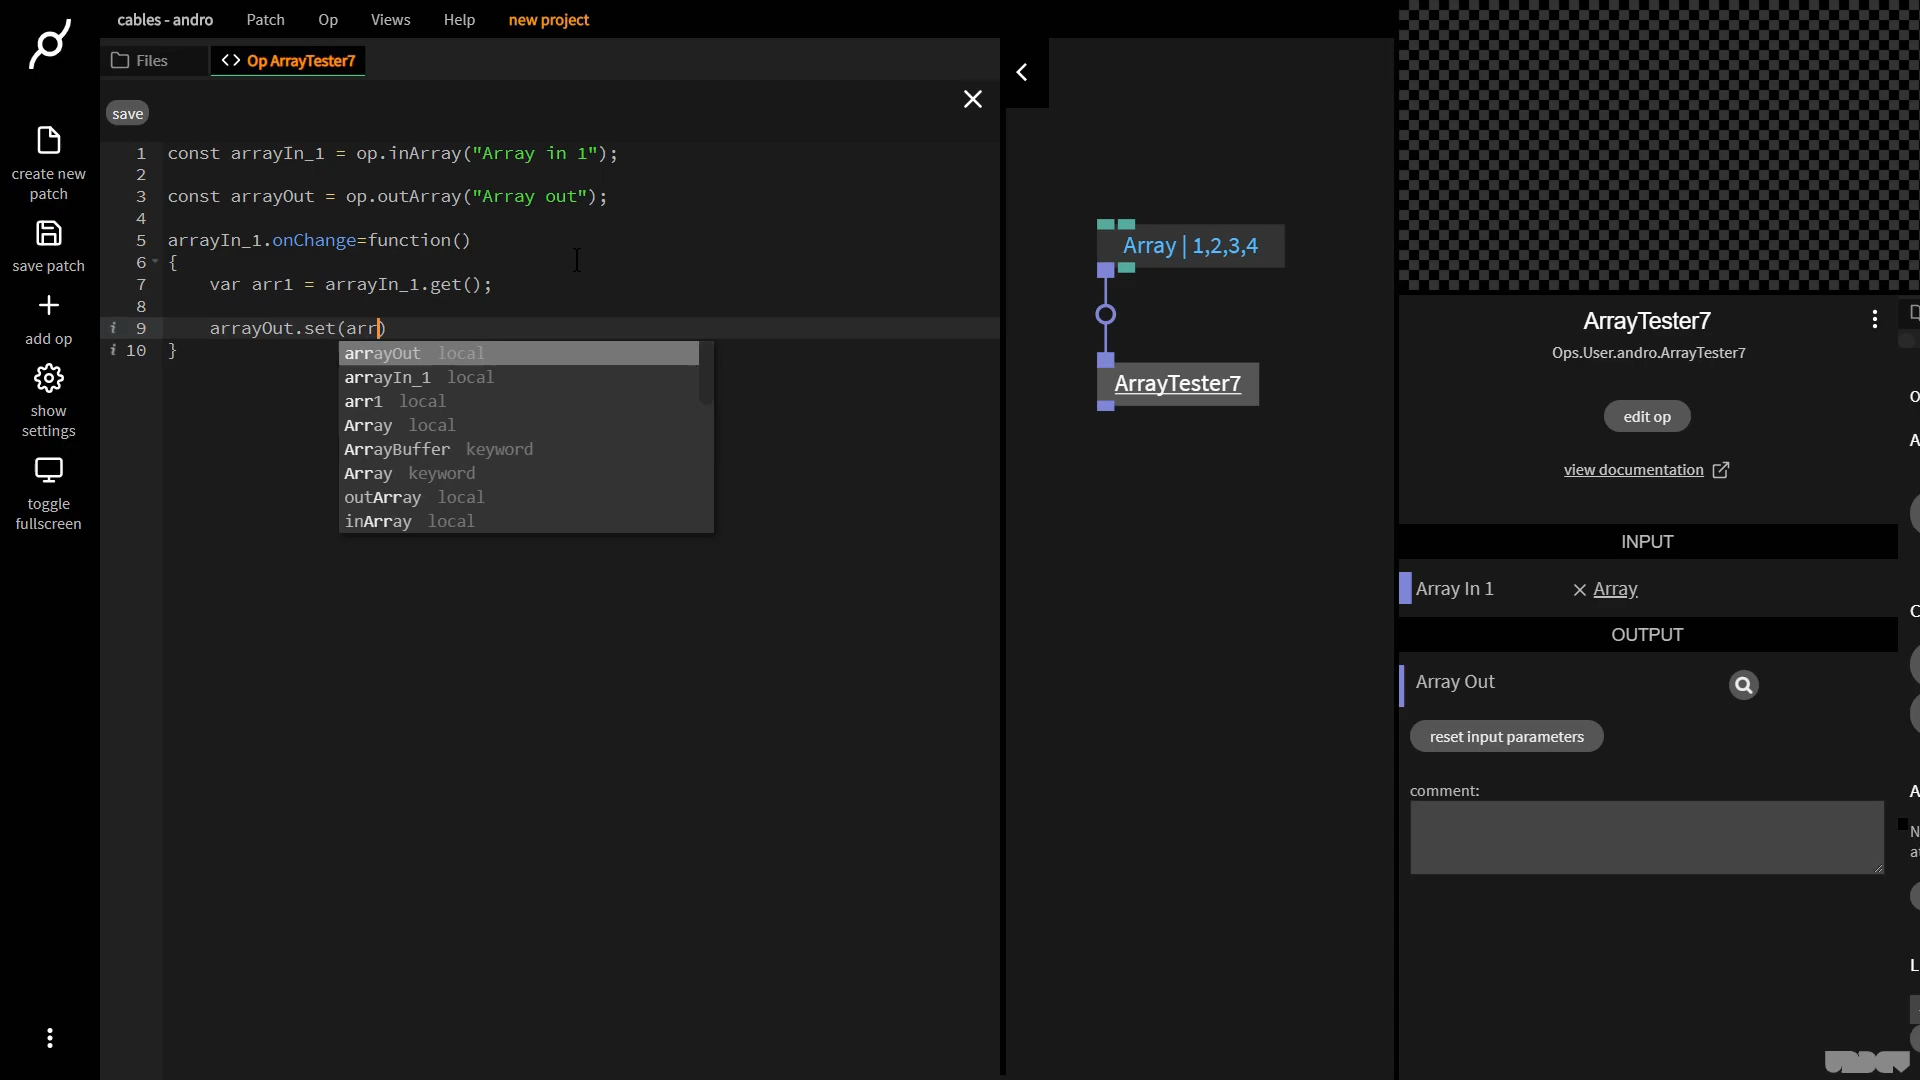 cables - andro
Patch
Op
Views
Help
new project
Files
<> Op ArrayTester7
save
1 const arrayIn_1 = op.inArray("Array in 1");
2
3 const arrayOut = op.outArray("Array out");
4
5 arrayIn_1.onChange=function()
6 {
7 var arr1 = arrayIn_1.get();
8
9 arrayOut.set(arr)
10 }
arrayOut local
arrayIn_1 local
arr1 local
Array local
ArrayBuffer keyword
Array keyword
outArray local
inArray local
create new
patch
save patch
add op
show
settings
toggle
fullscreen
Array | 1,2,3,4
ArrayTester7
ArrayTester7
Ops.User.andro.ArrayTester7
edit op
view documentation
INPUT
Array In 1
Array
OUTPUT
Array Out
reset input parameters
comment: